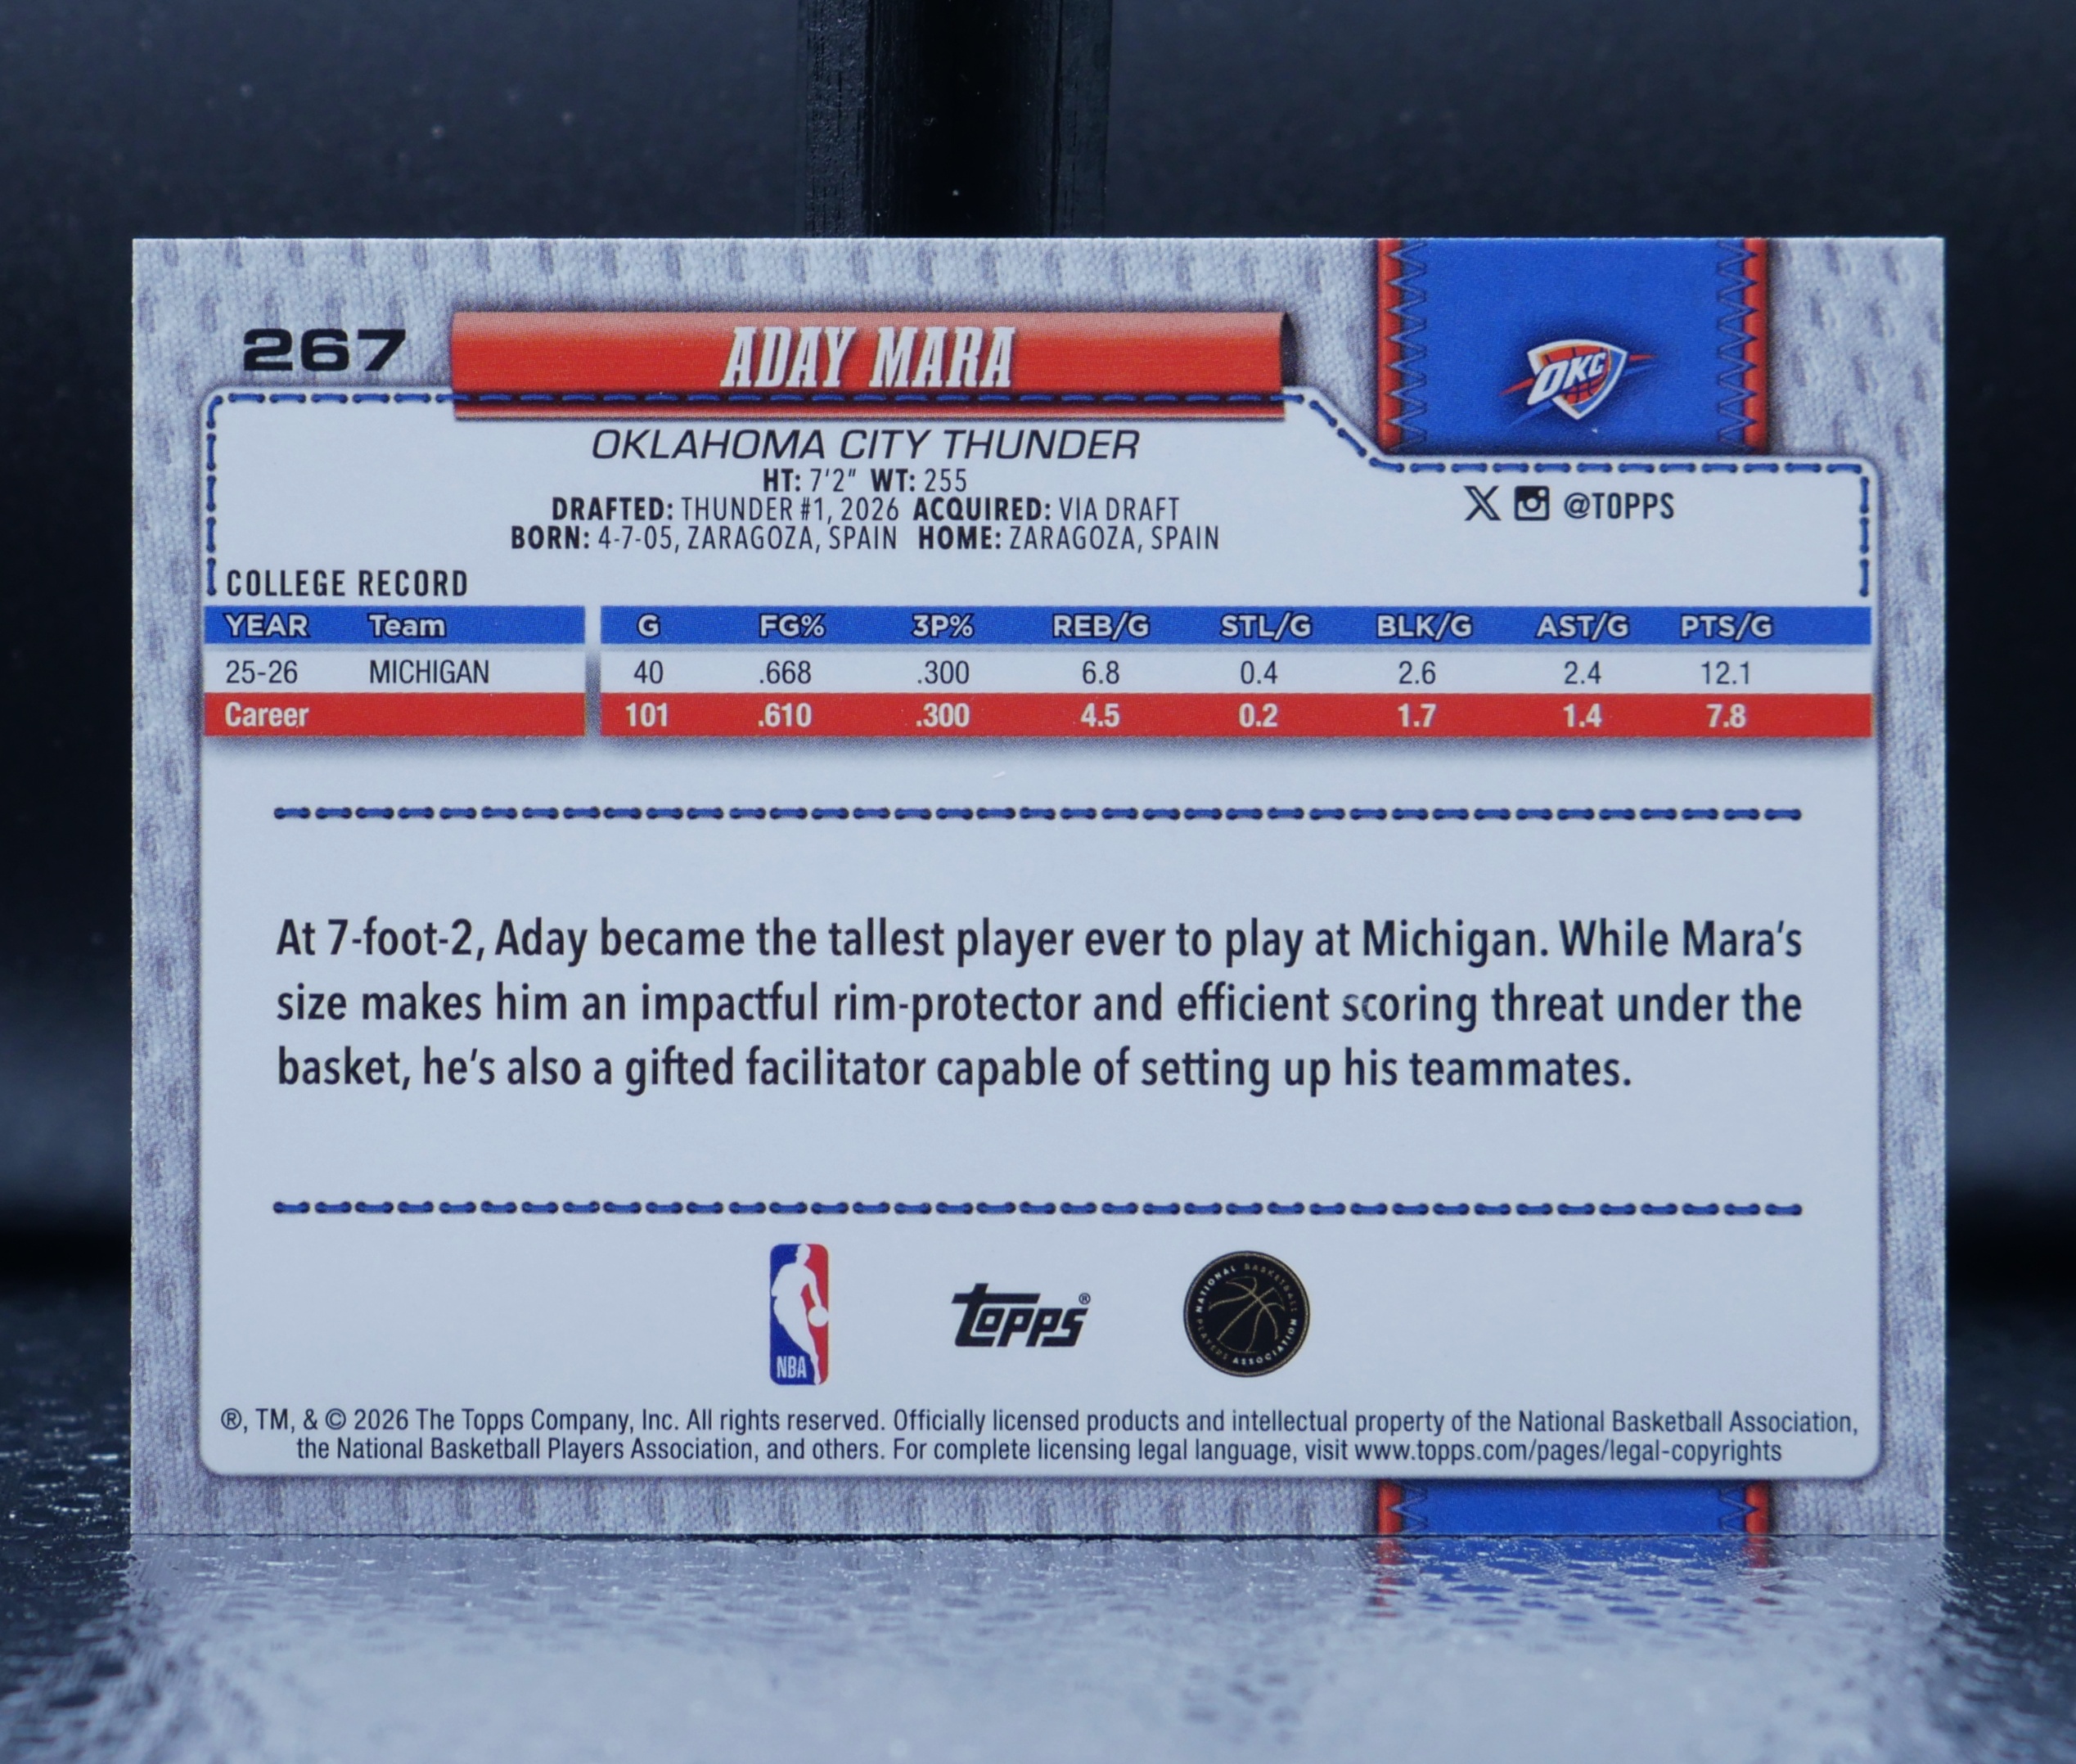 267
ADAY MARA
OKC
OKLAHOMA CITY THUNDER
HT: 7'2" WT: 255
DRAFTED: THUNDER #1, 2026 ACQUIRED: VIA DRAFT
BORN: 4-7-05, ZARAGOZA, SPAIN HOME: ZARAGOZA, SPAIN
@TOPPS
COLLEGE RECORD
YEAR Team G FG% 3P% REB/G STL/G BLK/G AST/G PTS/G
25-26 MICHIGAN 40 .668 .300 6.8 0.4 2.6 2.4 12.1
Career 101 .610 .300 4.5 0.2 1.7 1.4 7.8
At 7-foot-2, Aday became the tallest player ever to play at Michigan. While Mara's
size makes him an impactful rim-protector and efficient scoring threat under the
basket, he's also a gifted facilitator capable of setting up his teammates.
NBA
topps®
NATIONAL BASKETBALL PLAYERS ASSOCIATION
®, TM, & © 2026 The Topps Company, Inc. All rights reserved. Officially licensed products and intellectual property of the National Basketball Association,
the National Basketball Players Association, and others. For complete licensing legal language, visit www.topps.com/pages/legal-copyrights